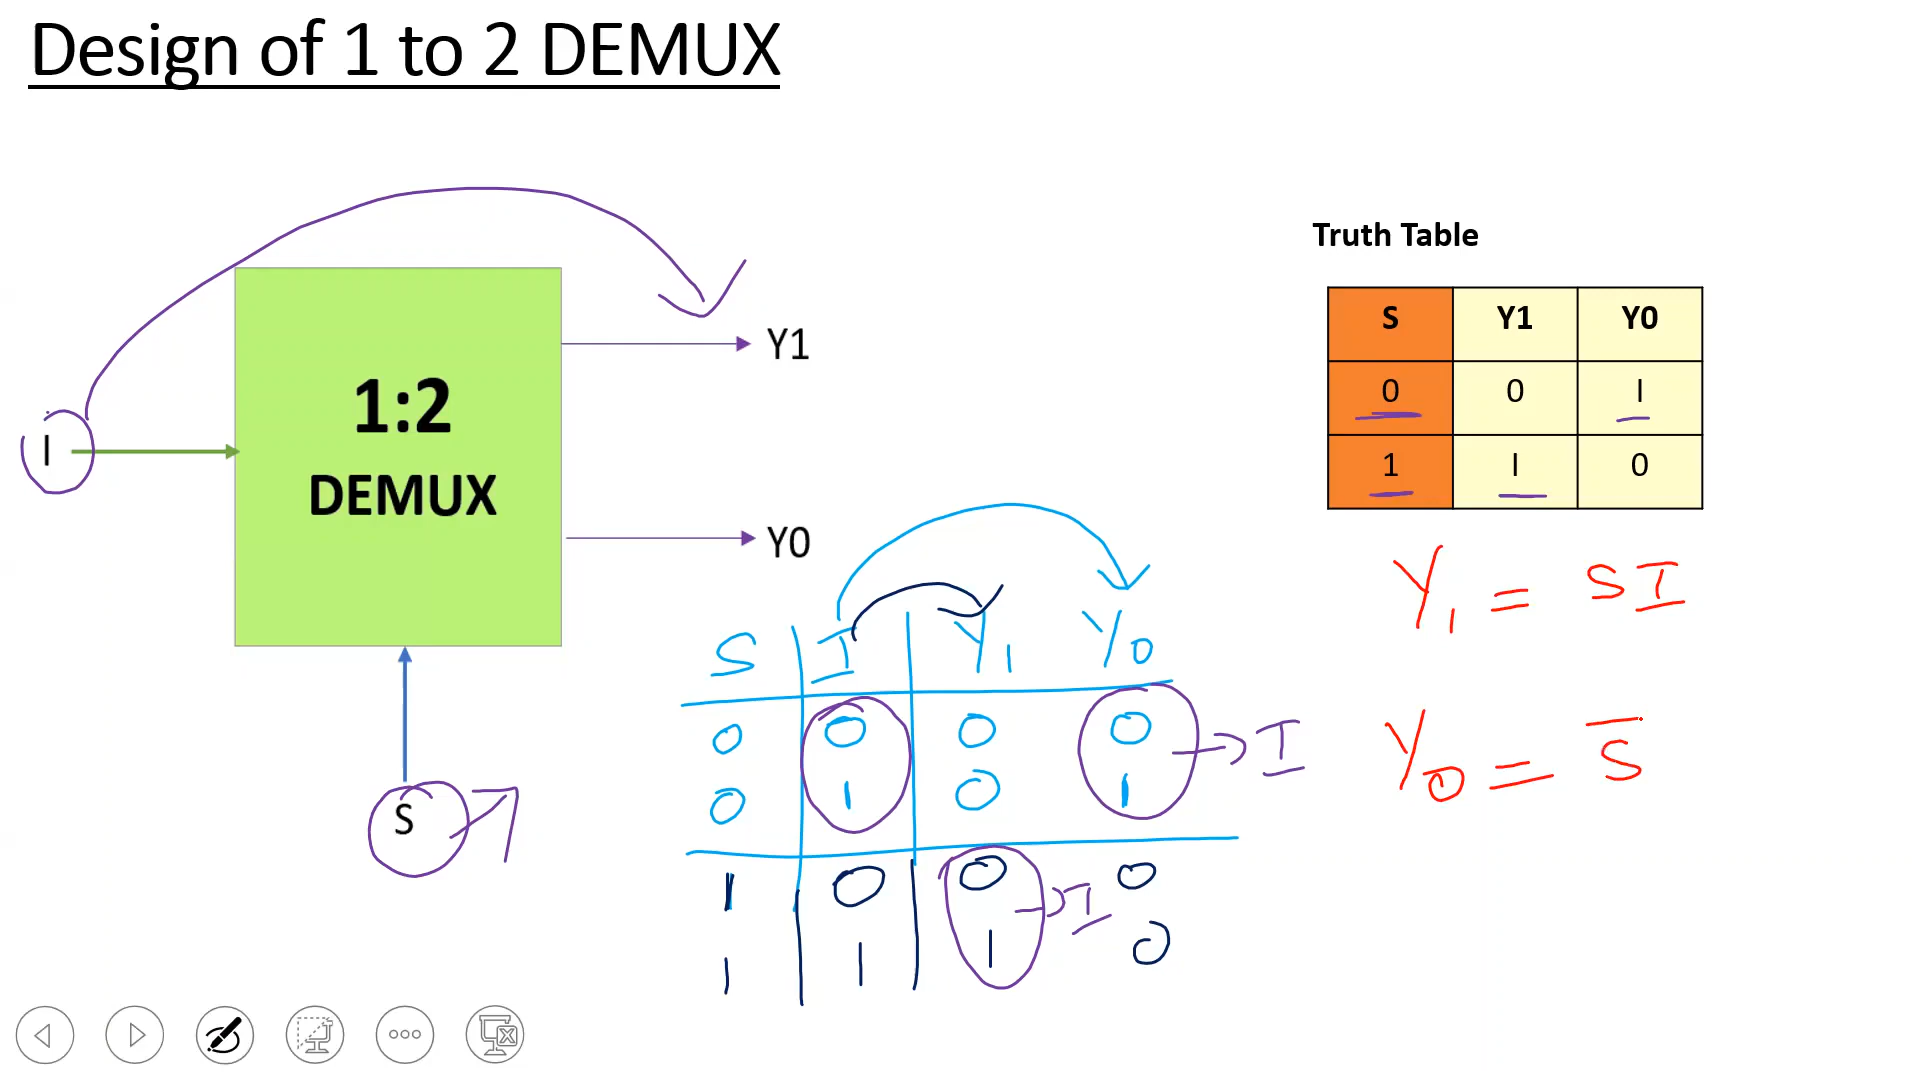 Design of 1 to 2 DEMUX
Truth Table
S Y1 Y0
0 0 I
1 I 0
I
1:2
DEMUX
Y1
Y0
S
S I Y1 Y0
0 0 0 0
0 1 0 1
→ I
1 0 0 0
1 1 1 0
→ I
Y1 = SI
Y0 = S̅